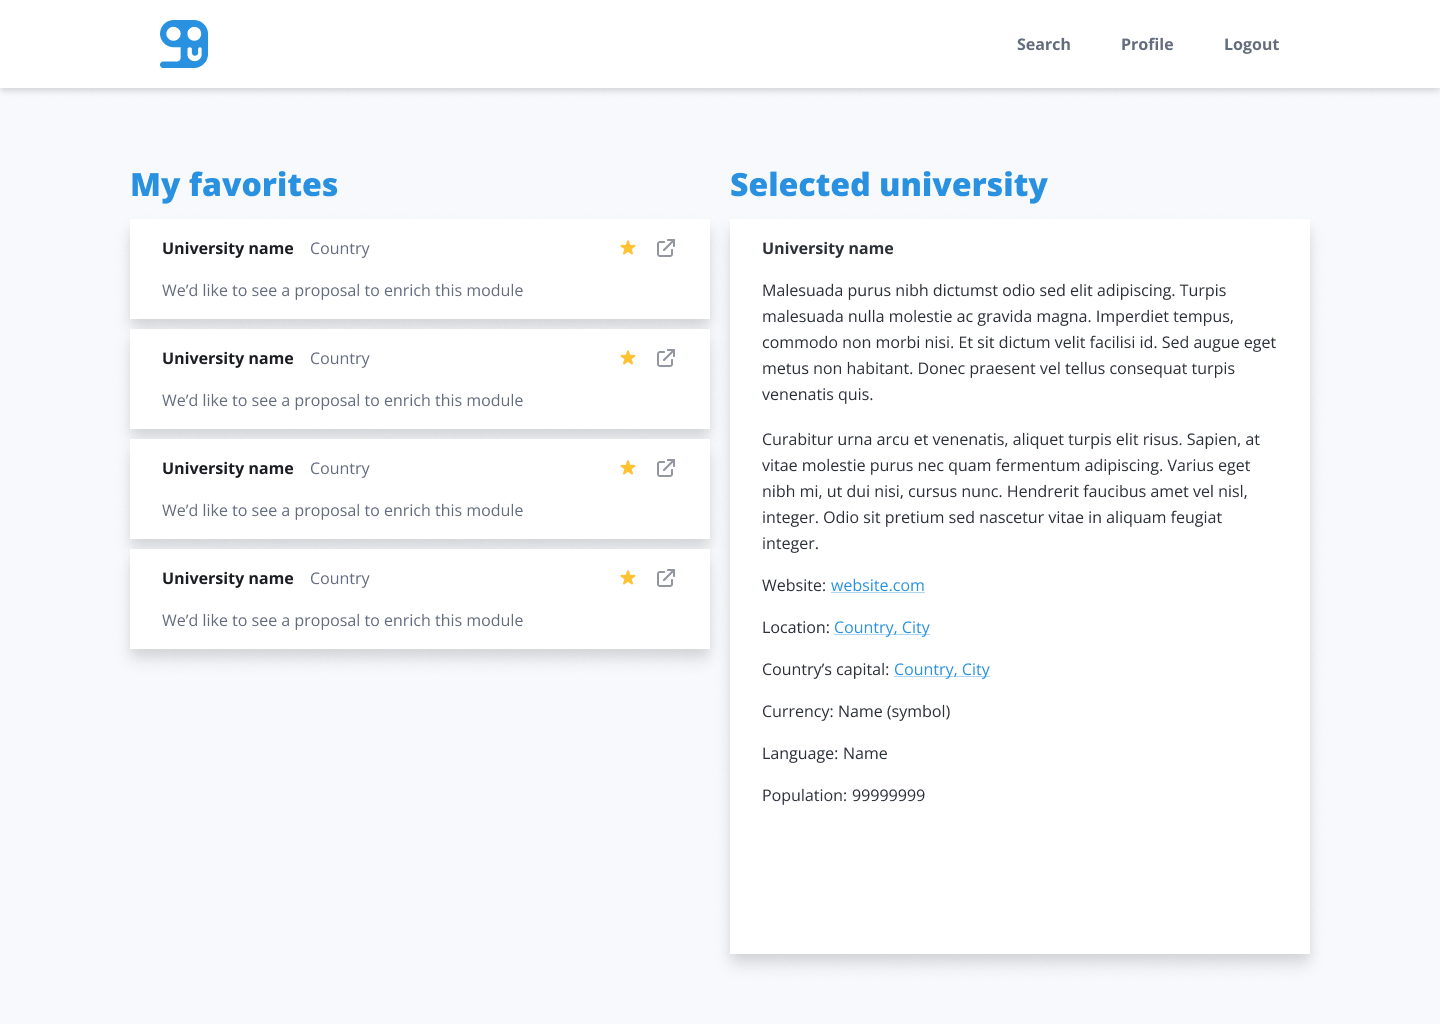 Search Profile Logout
My favorites
University name Country
We’d like to see a proposal to enrich this module
University name Country
We’d like to see a proposal to enrich this module
University name Country
We’d like to see a proposal to enrich this module
University name Country
We’d like to see a proposal to enrich this module
Selected university
University name
Malesuada purus nibh dictumst odio sed elit adipiscing. Turpis
malesuada nulla molestie ac gravida magna. Imperdiet tempus,
commodo non morbi nisi. Et sit dictum velit facilisi id. Sed augue eget
metus non habitant. Donec praesent vel tellus consequat turpis
venenatis quis.
Curabitur urna arcu et venenatis, aliquet turpis elit risus. Sapien, at
vitae molestie purus nec quam fermentum adipiscing. Varius eget
nibh mi, ut dui nisi, cursus nunc. Hendrerit faucibus amet vel nisl,
integer. Odio sit pretium sed nascetur vitae in aliquam feugiat
integer.
Website: website.com
Location: Country, City
Country’s capital: Country, City
Currency: Name (symbol)
Language: Name
Population: 99999999